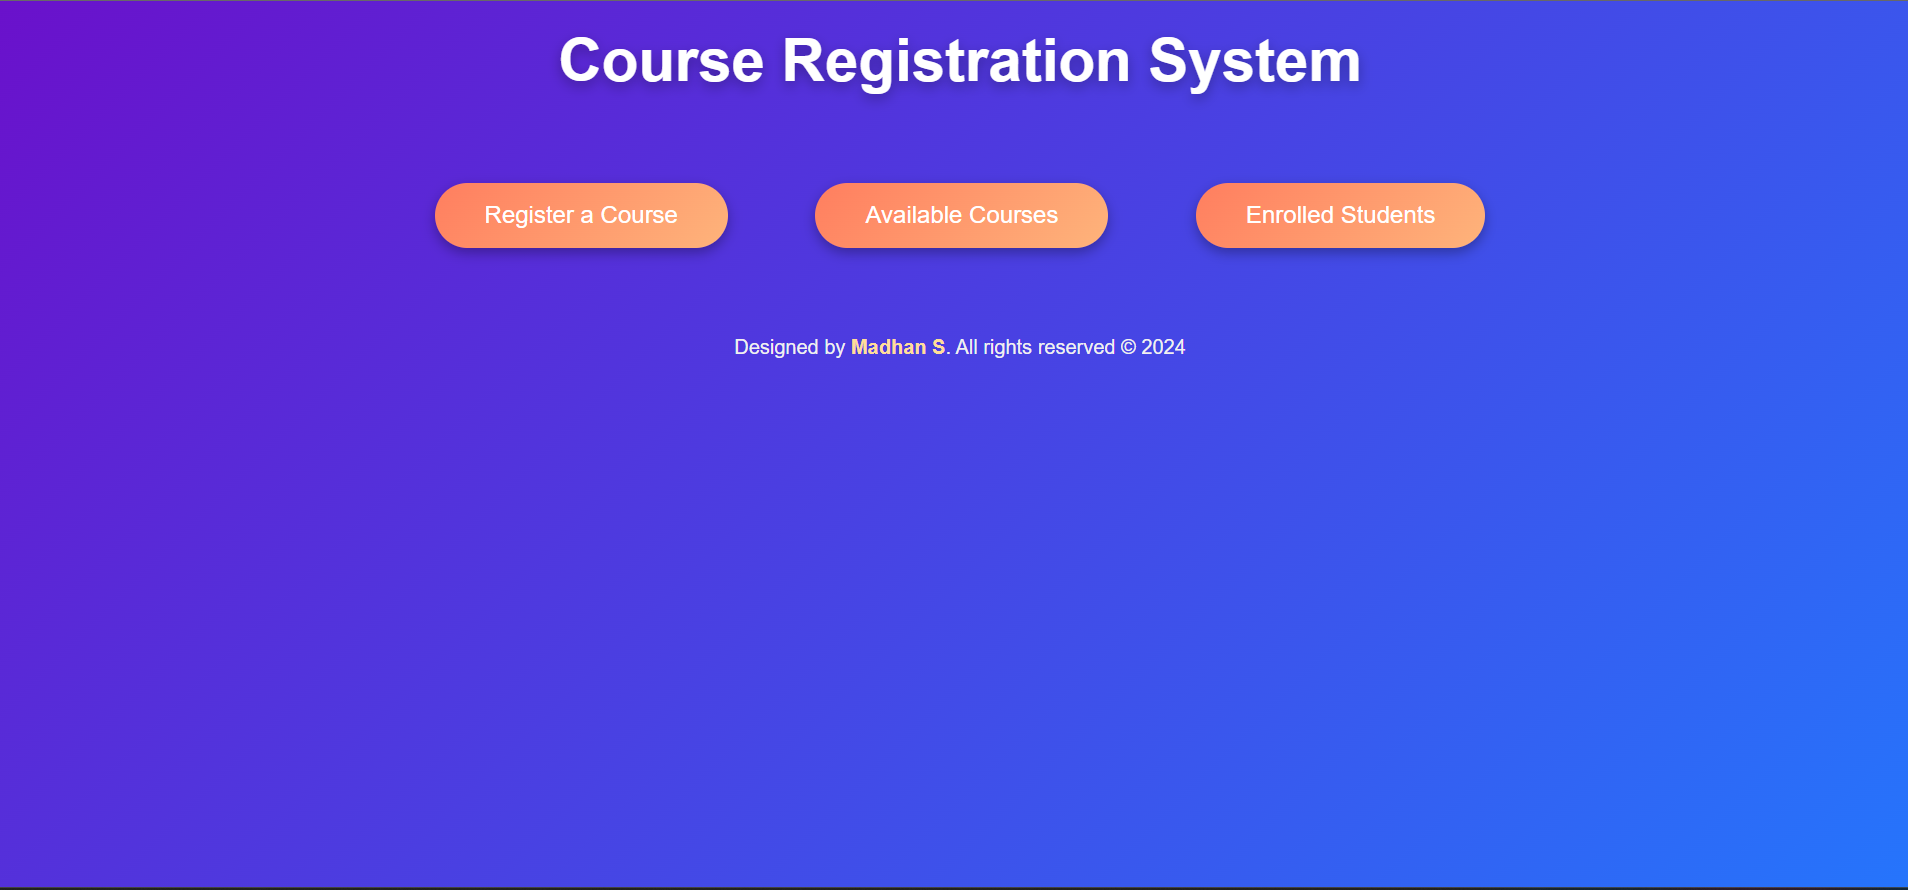 Course Registration System
Register a Course
Available Courses
Enrolled Students
Designed by Madhan S. All rights reserved © 2024